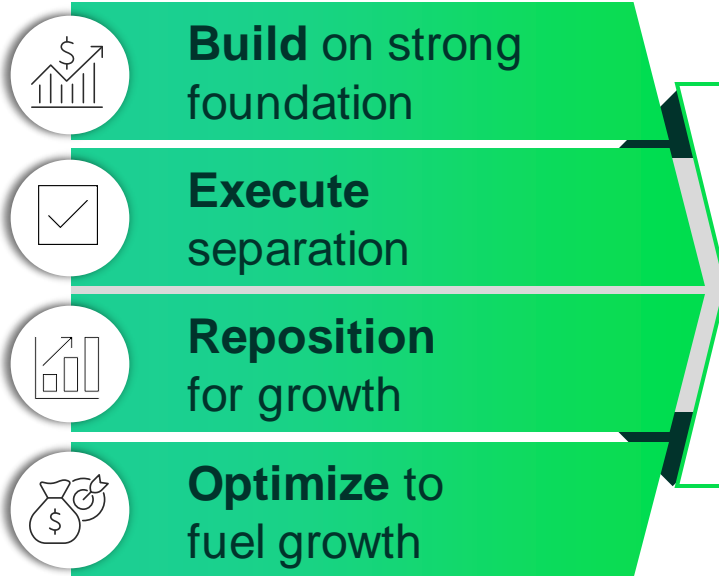 Build on strong
foundation
Execute
separation
Reposition
for growth
Optimize to
fuel growth
$
$